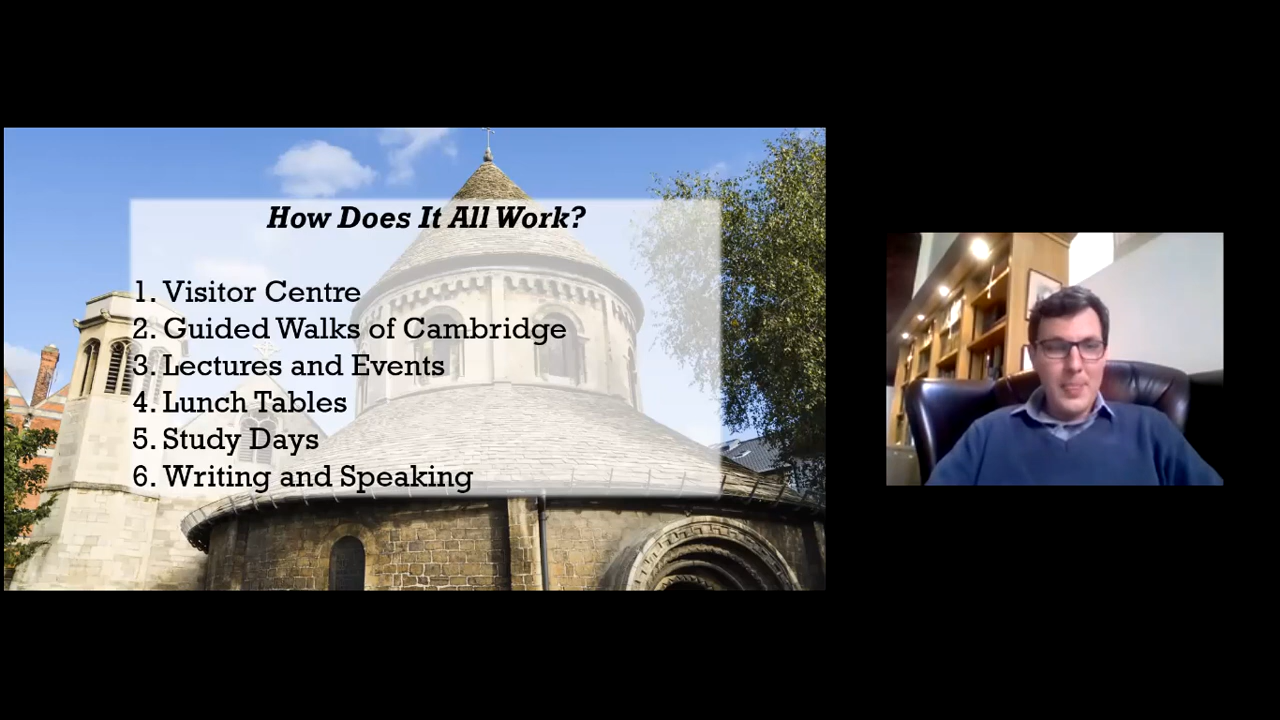 How Does It All Work?
1. Visitor Centre
2. Guided Walks of Cambridge
3. Lectures and Events
4. Lunch Tables
5. Study Days
6. Writing and Speaking